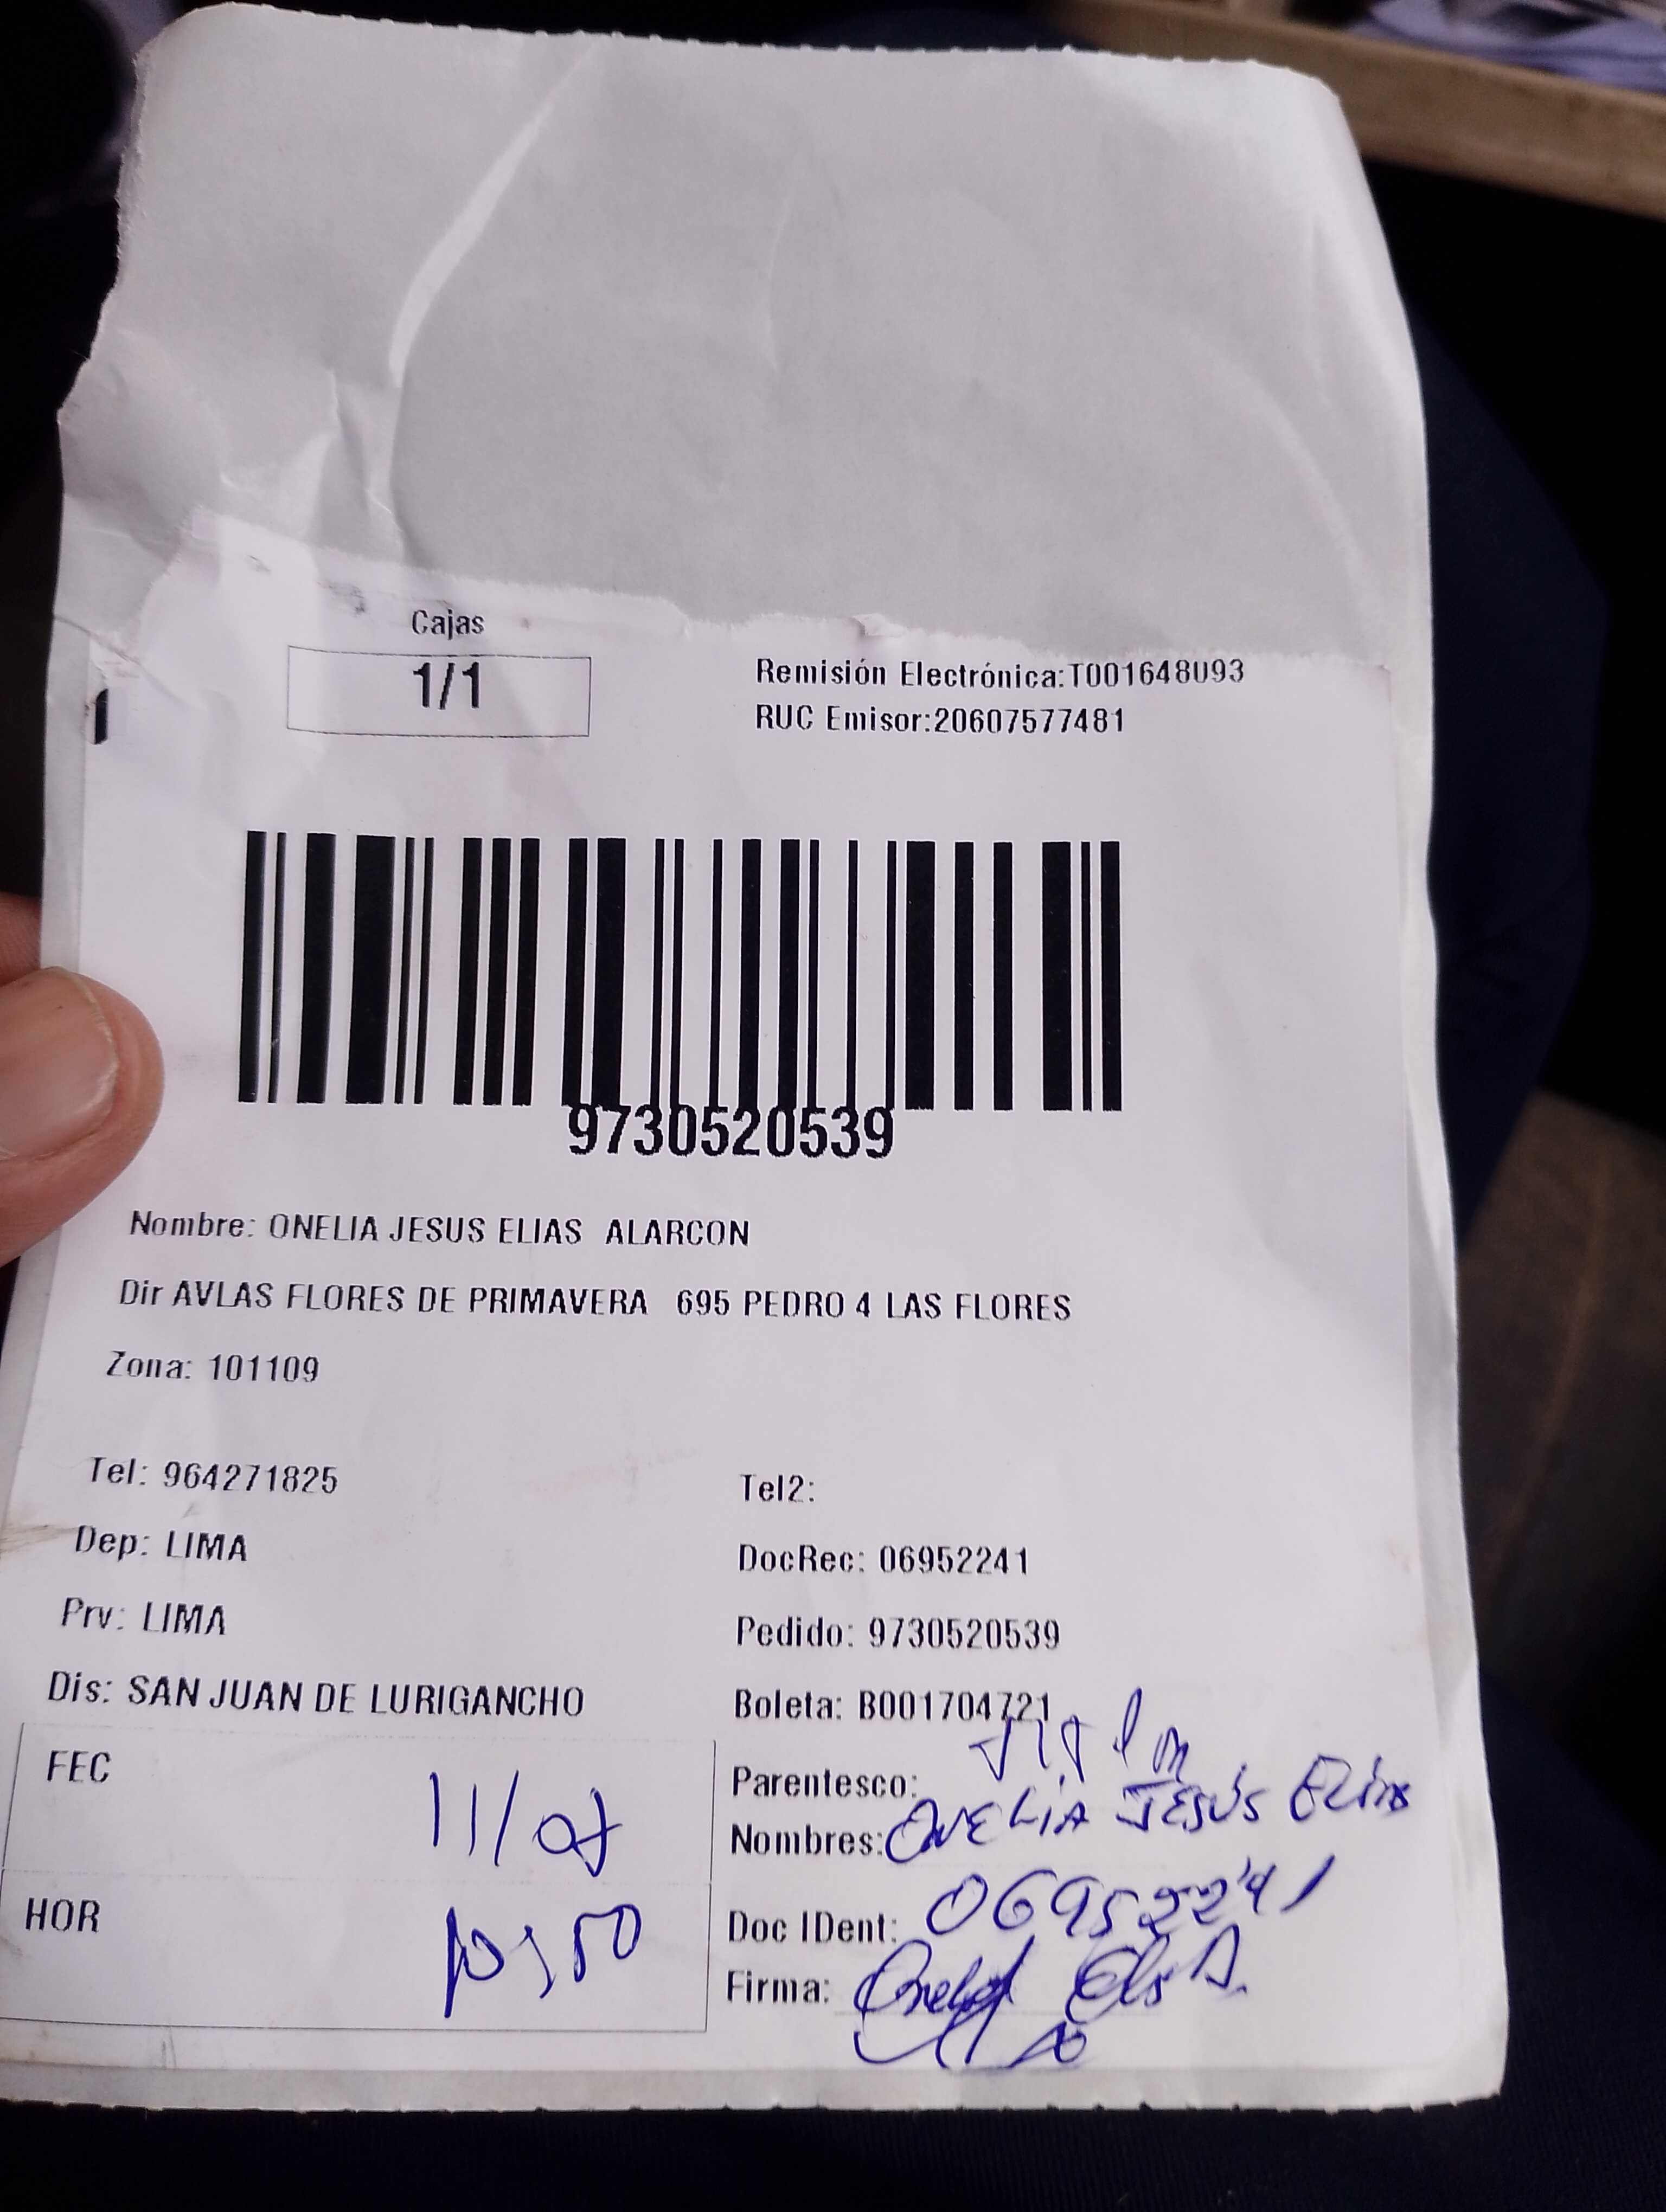 Cajas
1/1
Remisión Electrónica:T001648093
RUC Emisor:20607577481
9730520539
Nombre: ONELIA JESUS ELIAS ALARCON
Dir AVLAS FLORES DE PRIMAVERA 695 PEDRO 4 LAS FLORES
Zona: 101109
Tel: 964271825
Tel2:
Dep: LIMA
DocRec: 06952241
Prv: LIMA
Pedido: 9730520539
Dis: SAN JUAN DE LURIGANCHO
Boleta: B001704721
FEC 11/07
Parentesco:
Nombres: ONELIA JESÚS Elias
HOR 10:50
Doc IDent: 06952241
Firma: